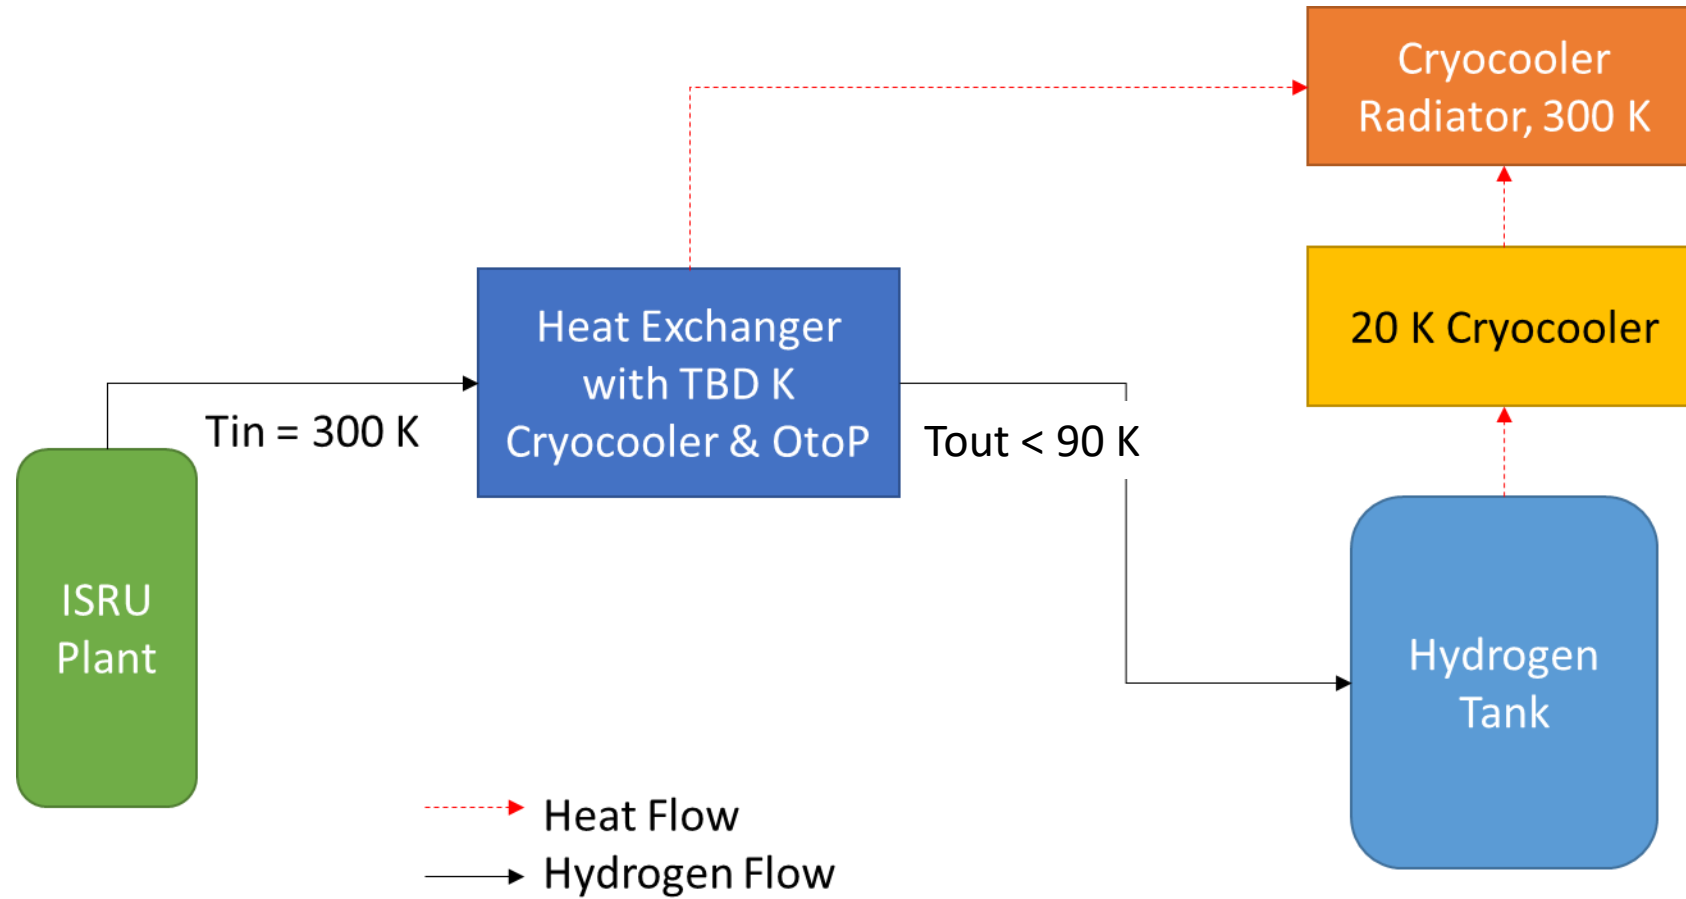 Cryocooler
Radiator, 300 K
Heat Exchanger
with TBD K
Cryocooler & OtoP
20 K Cryocooler
Tin = 300 K
Tout < 90 K
ISRU
Plant
Hydrogen
Tank
Heat Flow
Hydrogen Flow